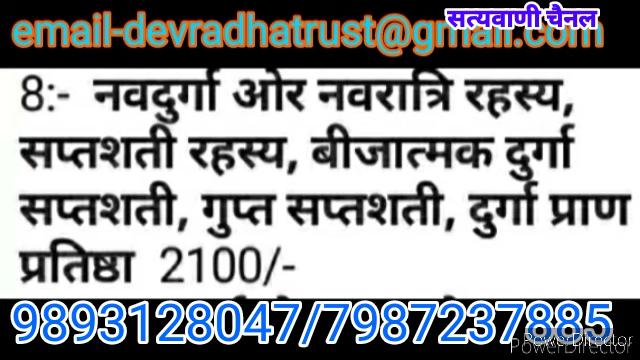 सत्यवाणी चैनल
email-devradhatrust@gmail.com
8:- नवदुर्गा ओर नवरात्रि रहस्य,
सप्तशती रहस्य, बीजात्मक दुर्गा
सप्तशती, गुप्त सप्तशती, दुर्गा प्राण
प्रतिष्ठा 2100/-
9893128047/7987237885
PowerDirector